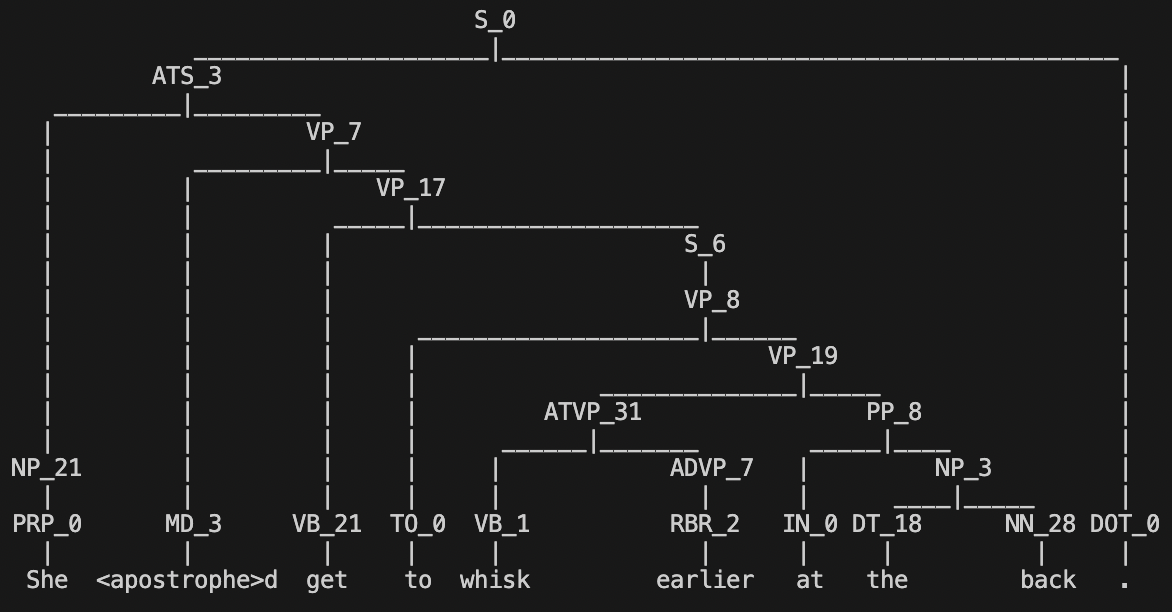 S_0
ATS_3
VP_7
VP_17
S_6
VP_8
VP_19
ATVP_31 PP_8
NP_21 ADVP_7 NP_3
PRP_0 MD_3 VB_21 TO_0 VB_1 RBR_2 IN_0 DT_18 NN_28 DOT_0
She <apostrophe>d get to whisk earlier at the back .